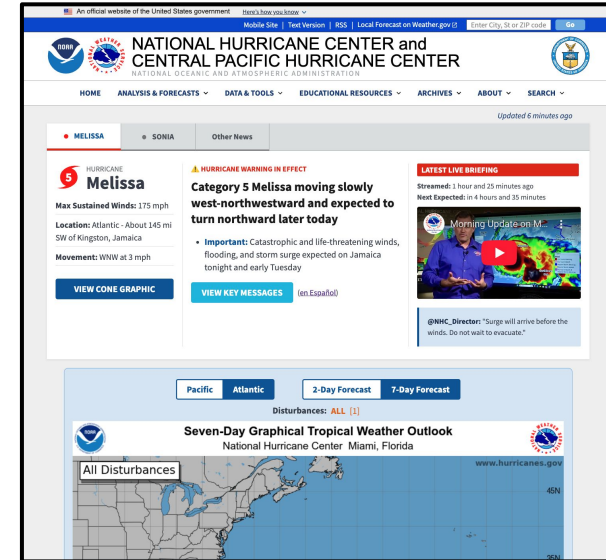 An official website of the United States government Here's how you know
Mobile Site | Text Version | RSS | Local Forecast on Weather.gov Enter City, St or ZIP code Go
NOAA
NATIONAL HURRICANE CENTER and
CENTRAL PACIFIC HURRICANE CENTER
NATIONAL OCEANIC AND ATMOSPHERIC ADMINISTRATION
HOME ANALYSIS & FORECASTS DATA & TOOLS EDUCATIONAL RESOURCES ARCHIVES ABOUT SEARCH
Updated 6 minutes ago
MELISSA SONIA Other News
5
HURRICANE
Melissa
Max Sustained Winds: 175 mph
Location: Atlantic - About 145 mi
SW of Kingston, Jamaica
Movement: WNW at 3 mph
VIEW CONE GRAPHIC
HURRICANE WARNING IN EFFECT
Category 5 Melissa moving slowly
west-northwestward and expected to
turn northward later today
• Important: Catastrophic and life-threatening winds,
flooding, and storm surge expected on Jamaica
tonight and early Tuesday
VIEW KEY MESSAGES (en Español)
LATEST LIVE BRIEFING
Streamed: 1 hour and 25 minutes ago
Next Expected: in 4 hours and 35 minutes
Morning Update on M...
@NHC_Director: "Surge will arrive before the
winds. Do not wait to evacuate."
Pacific Atlantic 2-Day Forecast 7-Day Forecast
Disturbances: ALL [1]
Seven-Day Graphical Tropical Weather Outlook
National Hurricane Center Miami, Florida
All Disturbances
www.hurricanes.gov
45N
35N